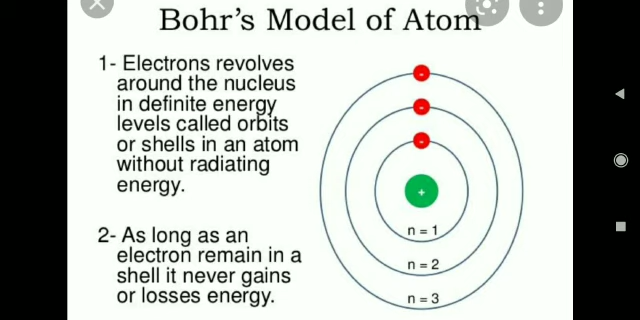 Bohr's Model of Atom
1- Electrons revolves
around the nucleus
in definite energy
levels called orbits
or shells in an atom
without radiating
energy.
2- As long as an
electron remain in a
shell it never gains
or losses energy.
-
-
-
+
n = 1
n = 2
n = 3